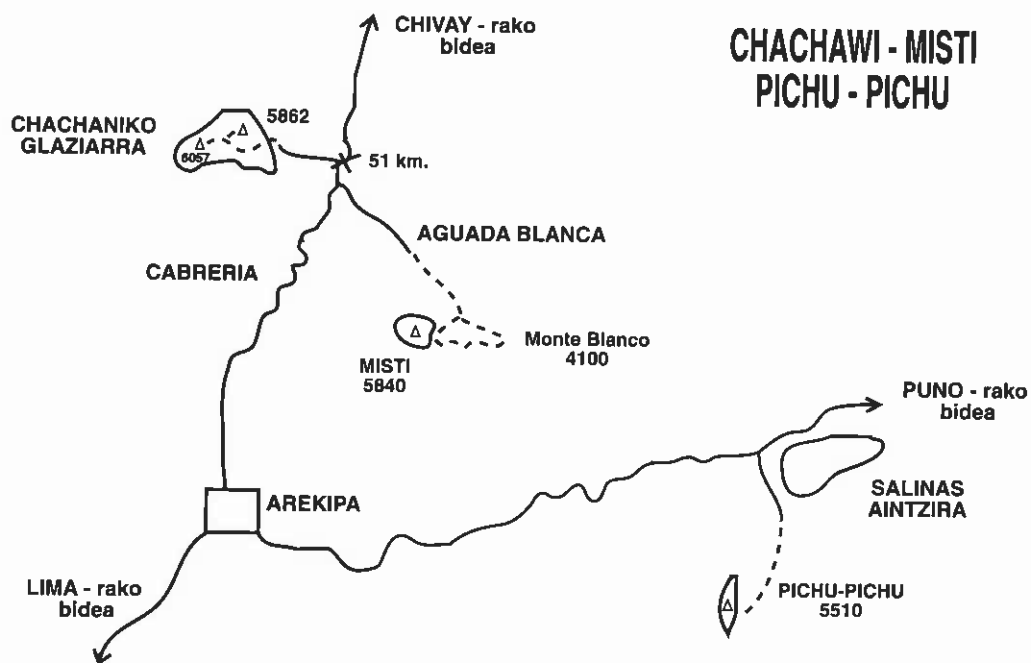 CHACHAWI - MISTI
PICHU - PICHU
CHIVAY - rako
bidea
5862
CHACHANIKO
GLAZIARRA
6057
51 km.
AGUADA BLANCA
CABRERIA
Monte Blanco
4100
MISTI
5840
PUNO - rako
bidea
AREKIPA
SALINAS
AINTZIRA
LIMA - rako
bidea
PICHU-PICHU
5510